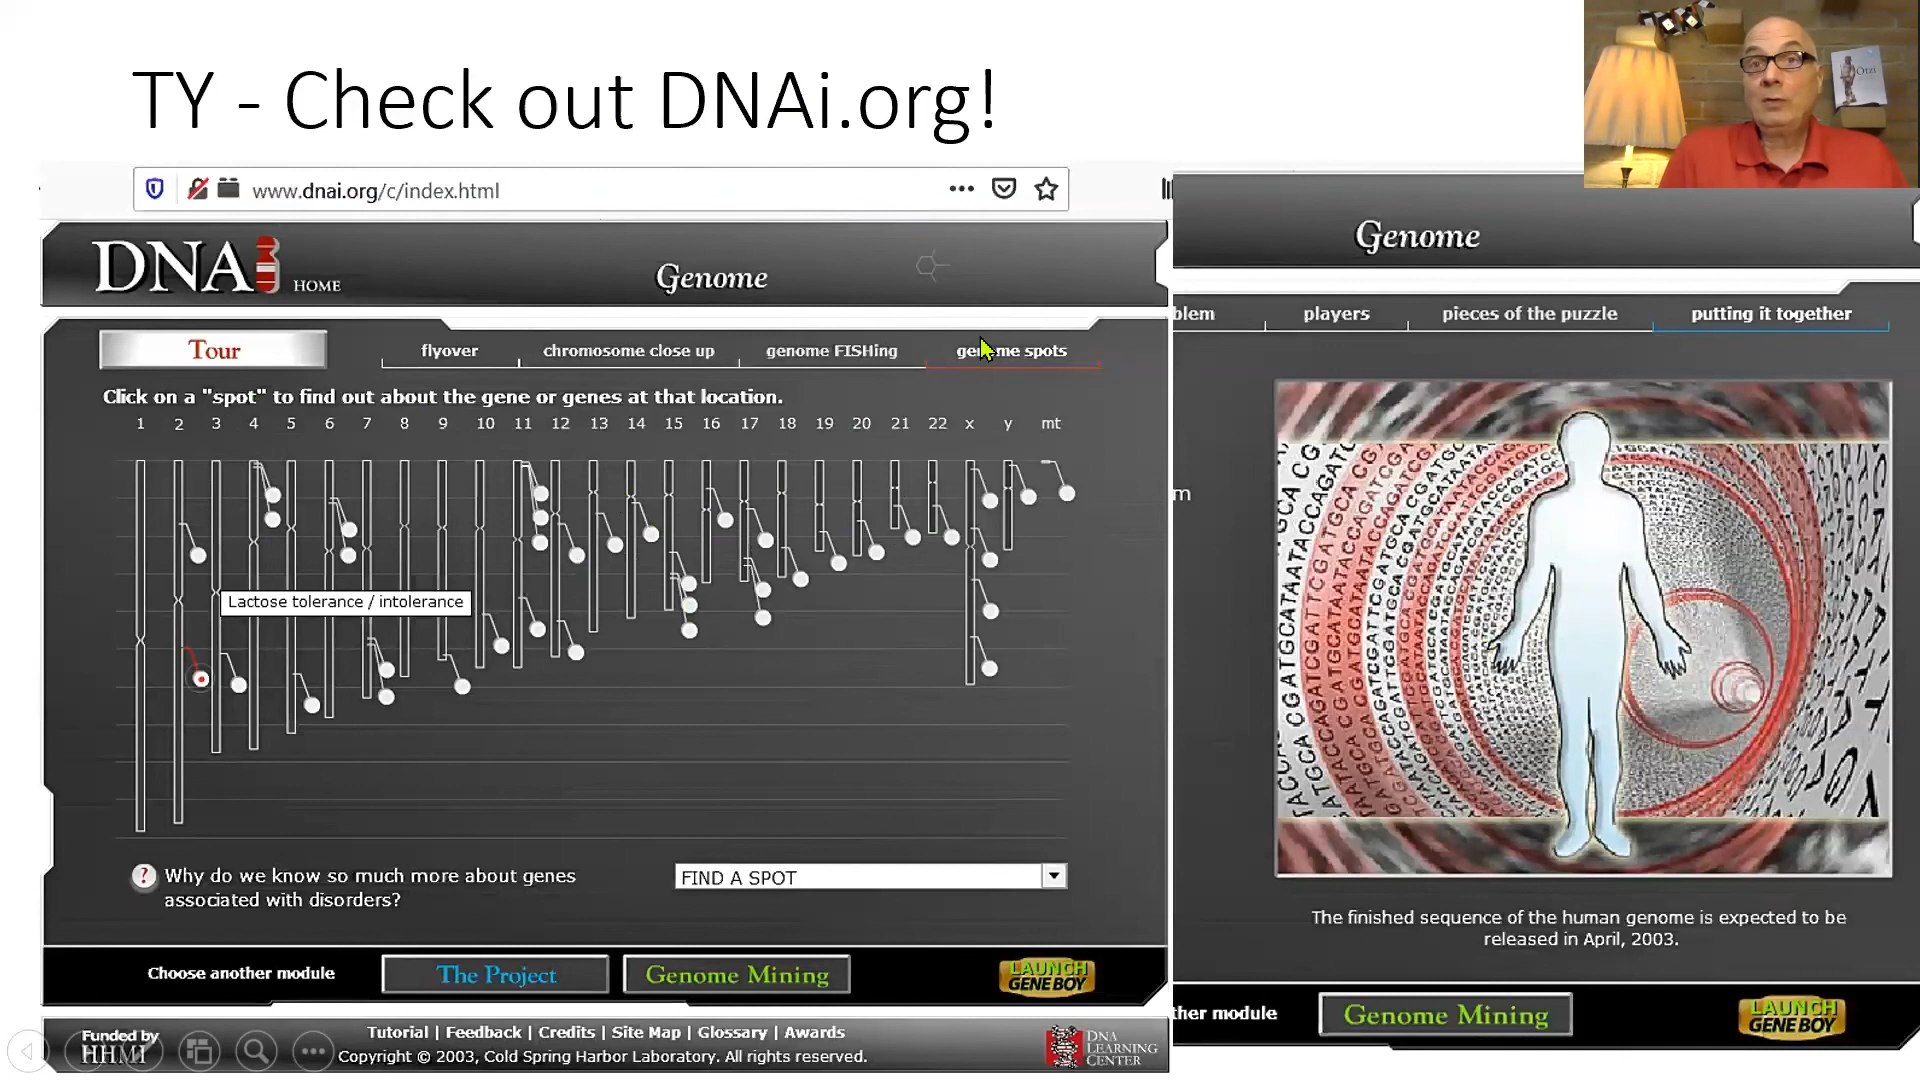 TY - Check out DNAi.org!
Ötzi
www.dnai.org/c/index.html
DNAi HOME
Genome
Tour
flyover
chromosome close up
genome FISHing
genome spots
Click on a "spot" to find out about the gene or genes at that location.
1 2 3 4 5 6 7 8 9 10 11 12 13 14 15 16 17 18 19 20 21 22 x y mt
Lactose tolerance / intolerance
Why do we know so much more about genes
associated with disorders?
FIND A SPOT
Choose another module
The Project
Genome Mining
LAUNCH
GENE BOY
Funded by
HHMI
Tutorial | Feedback | Credits | Site Map | Glossary | Awards
Copyright © 2003, Cold Spring Harbor Laboratory. All rights reserved.
DNA
LEARNING
CENTER
Genome
blem
players
pieces of the puzzle
putting it together
m
The finished sequence of the human genome is expected to be
released in April, 2003.
ther module
Genome Mining
LAUNCH
GENE BOY